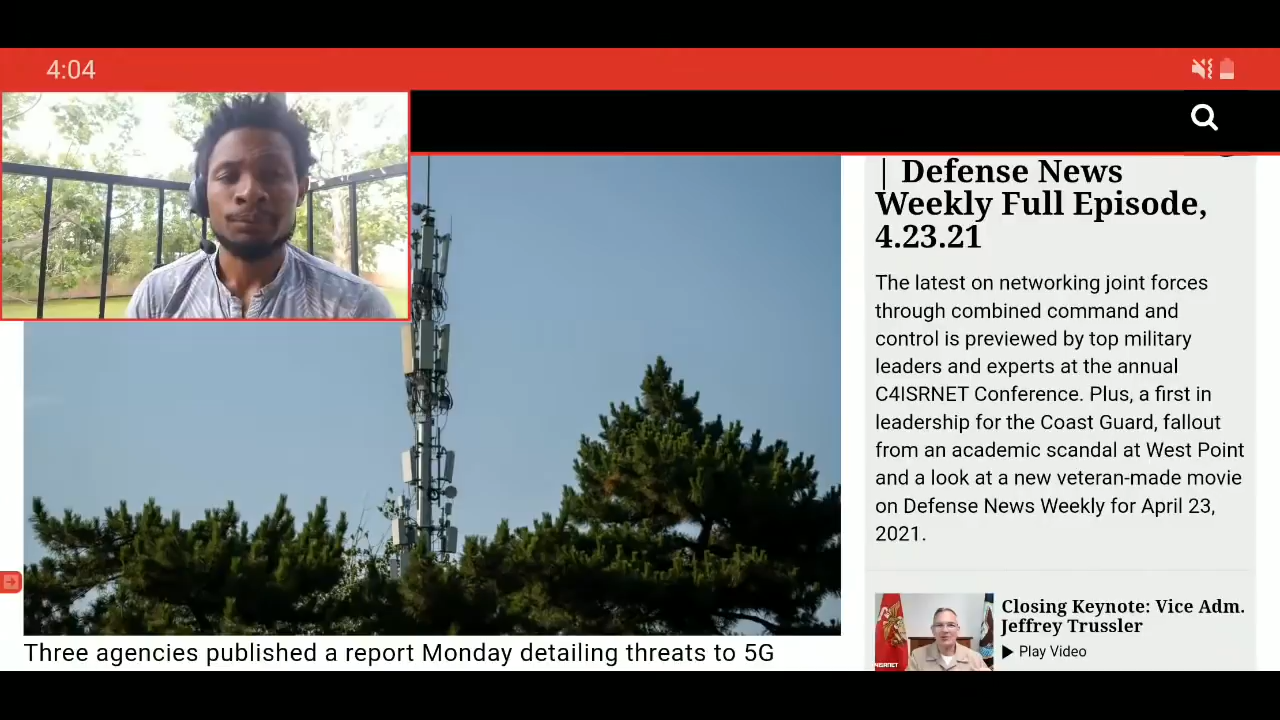 4:04
| Defense News
Weekly Full Episode,
4.23.21
The latest on networking joint forces
through combined command and
control is previewed by top military
leaders and experts at the annual
C4ISRNET Conference. Plus, a first in
leadership for the Coast Guard, fallout
from an academic scandal at West Point
and a look at a new veteran-made movie
on Defense News Weekly for April 23,
2021.
Closing Keynote: Vice Adm.
Jeffrey Trussler
Play Video
Three agencies published a report Monday detailing threats to 5G